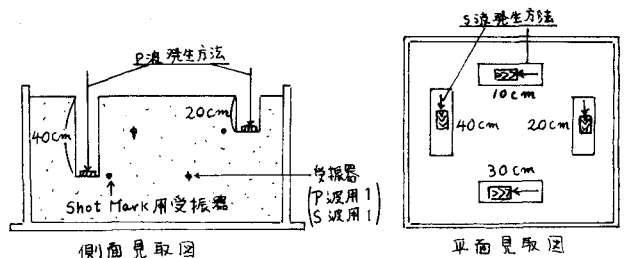 P波発生方法
40cm
20cm
Shot Mark用受振器
受振器
(P波用1
S波用1)
側面見取図
S波発生方法
10cm
40cm
20cm
30cm
平面見取図